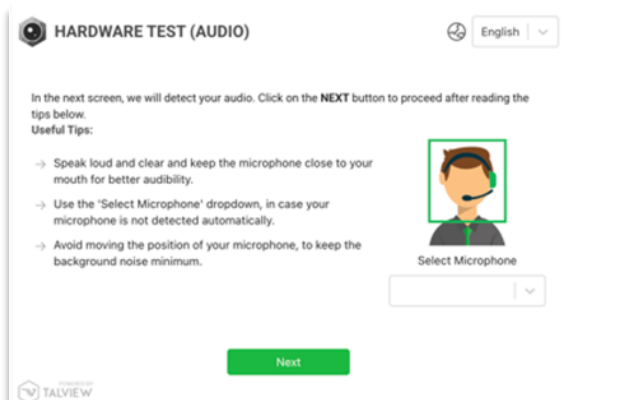 HARDWARE TEST (AUDIO)
English
In the next screen, we will detect your audio. Click on the NEXT button to proceed after reading the
tips below.
Useful Tips:
→ Speak loud and clear and keep the microphone close to your
mouth for better audibility.
→ Use the 'Select Microphone' dropdown, in case your
microphone is not detected automatically.
→ Avoid moving the position of your microphone, to keep the
background noise minimum.
Select Microphone
Next
POWERED BY
TALVIEW